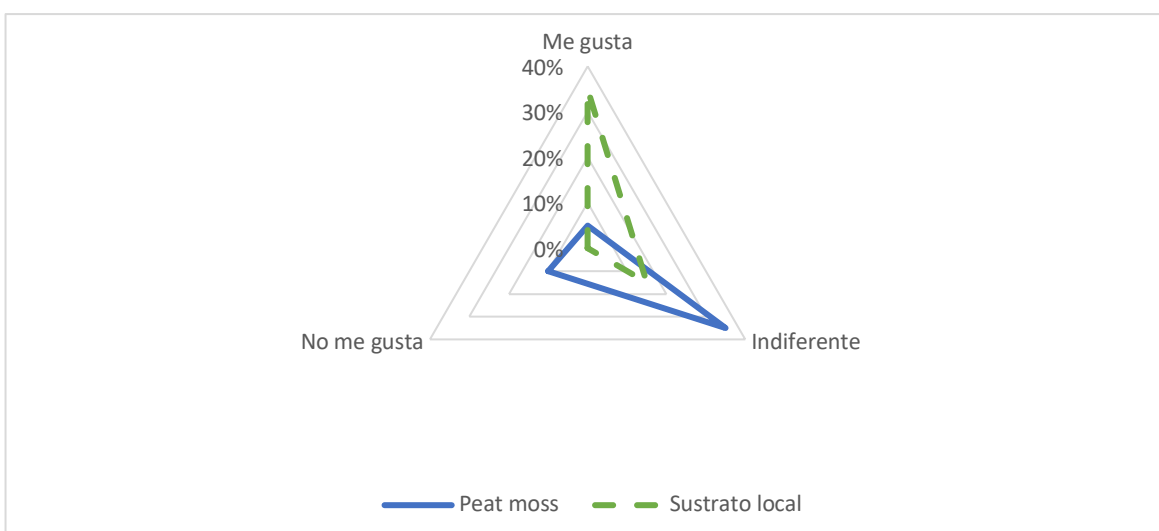 Me gusta
40%
30%
20%
10%
0%
No me gusta
Indiferente
Peat moss
Sustrato local